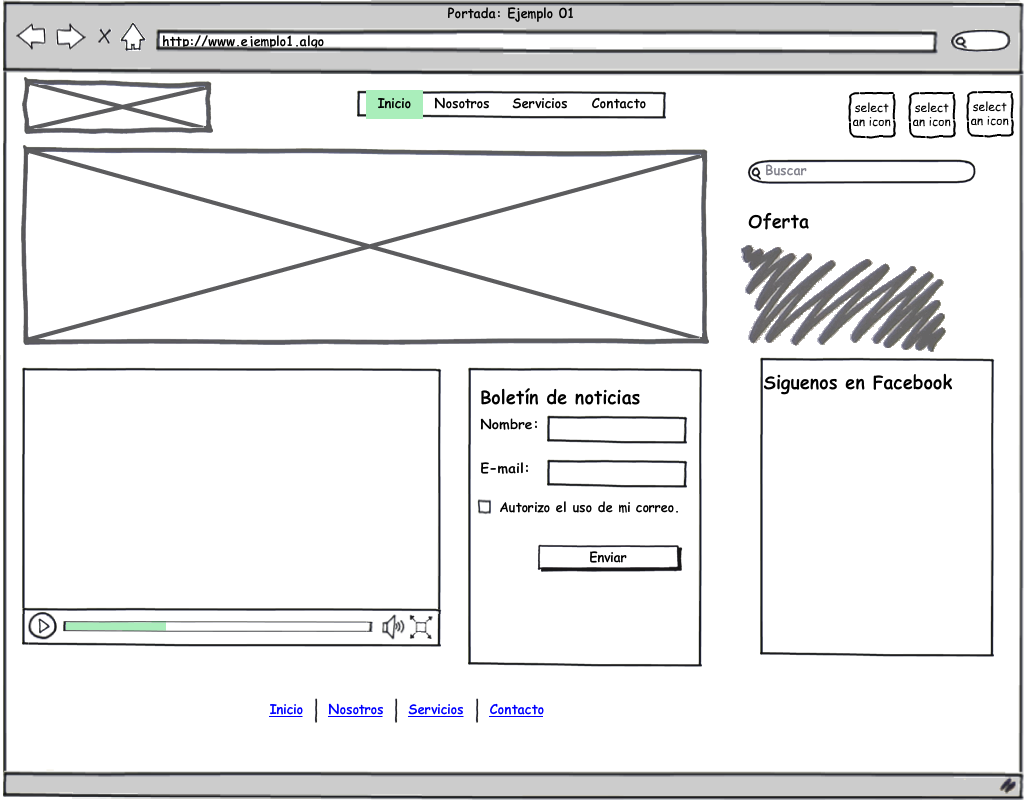 Portada: Ejemplo 01
http://www.ejemplo1.algo
Inicio Nosotros Servicios Contacto
select
an icon
select
an icon
select
an icon
Buscar
Oferta
Boletín de noticias
Nombre:
E-mail:
Autorizo el uso de mi correo.
Enviar
Siguenos en Facebook
Inicio Nosotros Servicios Contacto